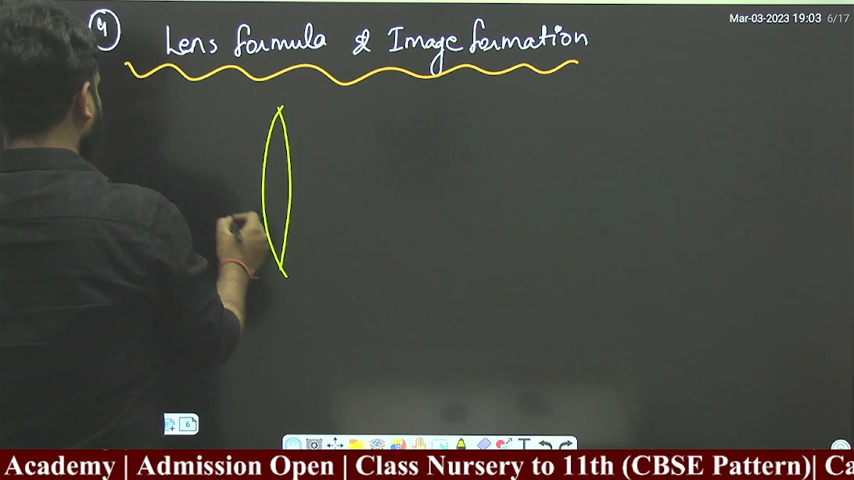 Mar-03-2023 19:03 6/17
4
Lens formula & Image formation
6
T
Academy | Admission Open | Class Nursery to 11th (CBSE Pattern)| Ca